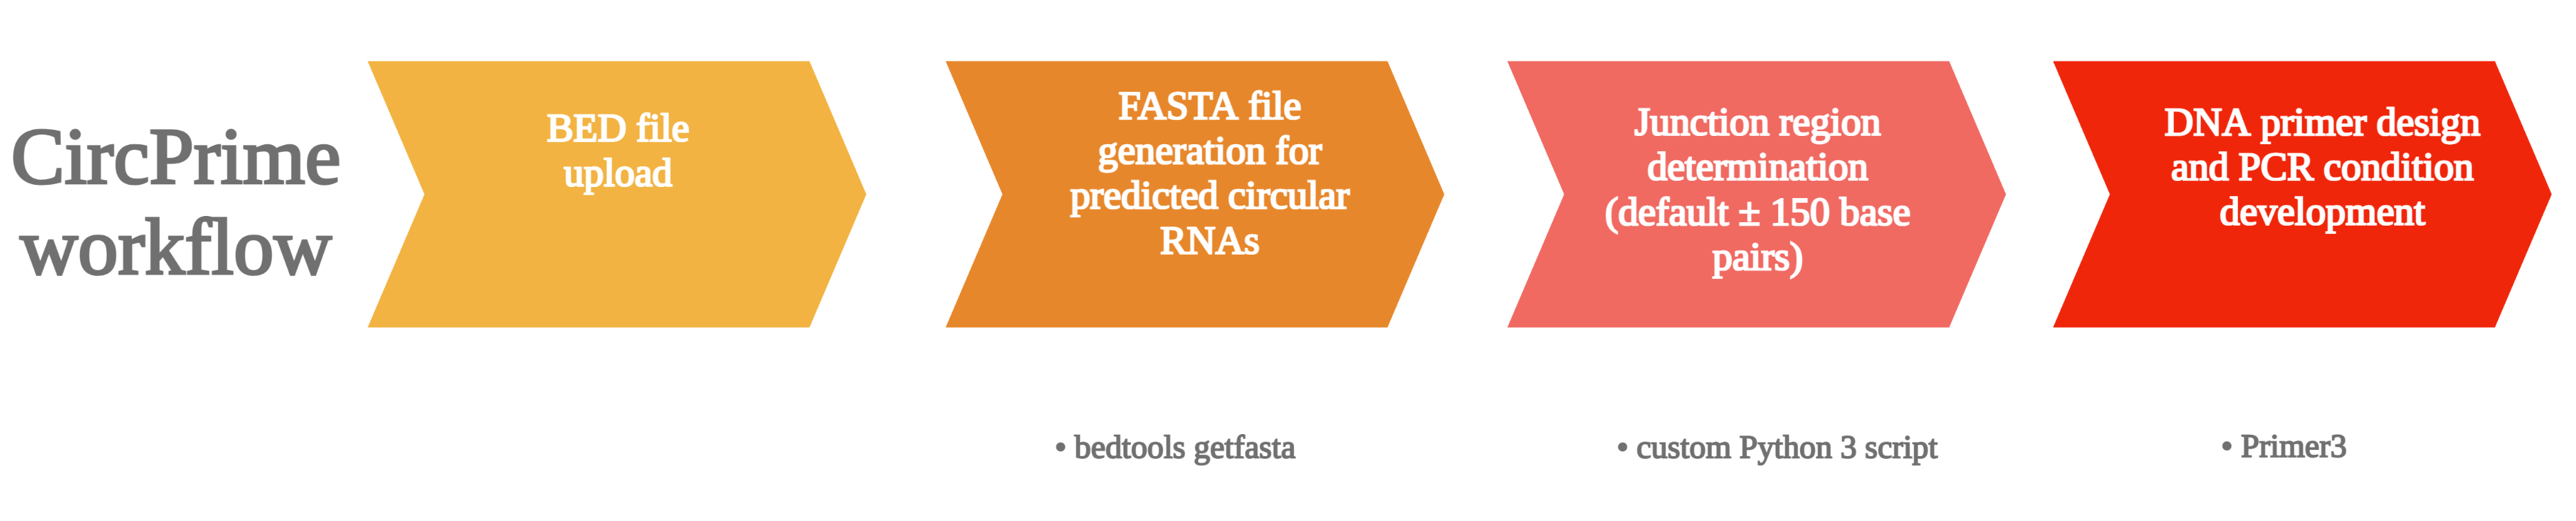 CircPrime
workflow
BED file
upload
FASTA file
generation for
predicted circular
RNAs
Junction region
determination
(default ± 150 base
pairs)
DNA primer design
and PCR condition
development
• bedtools getfasta
• custom Python 3 script
• Primer3